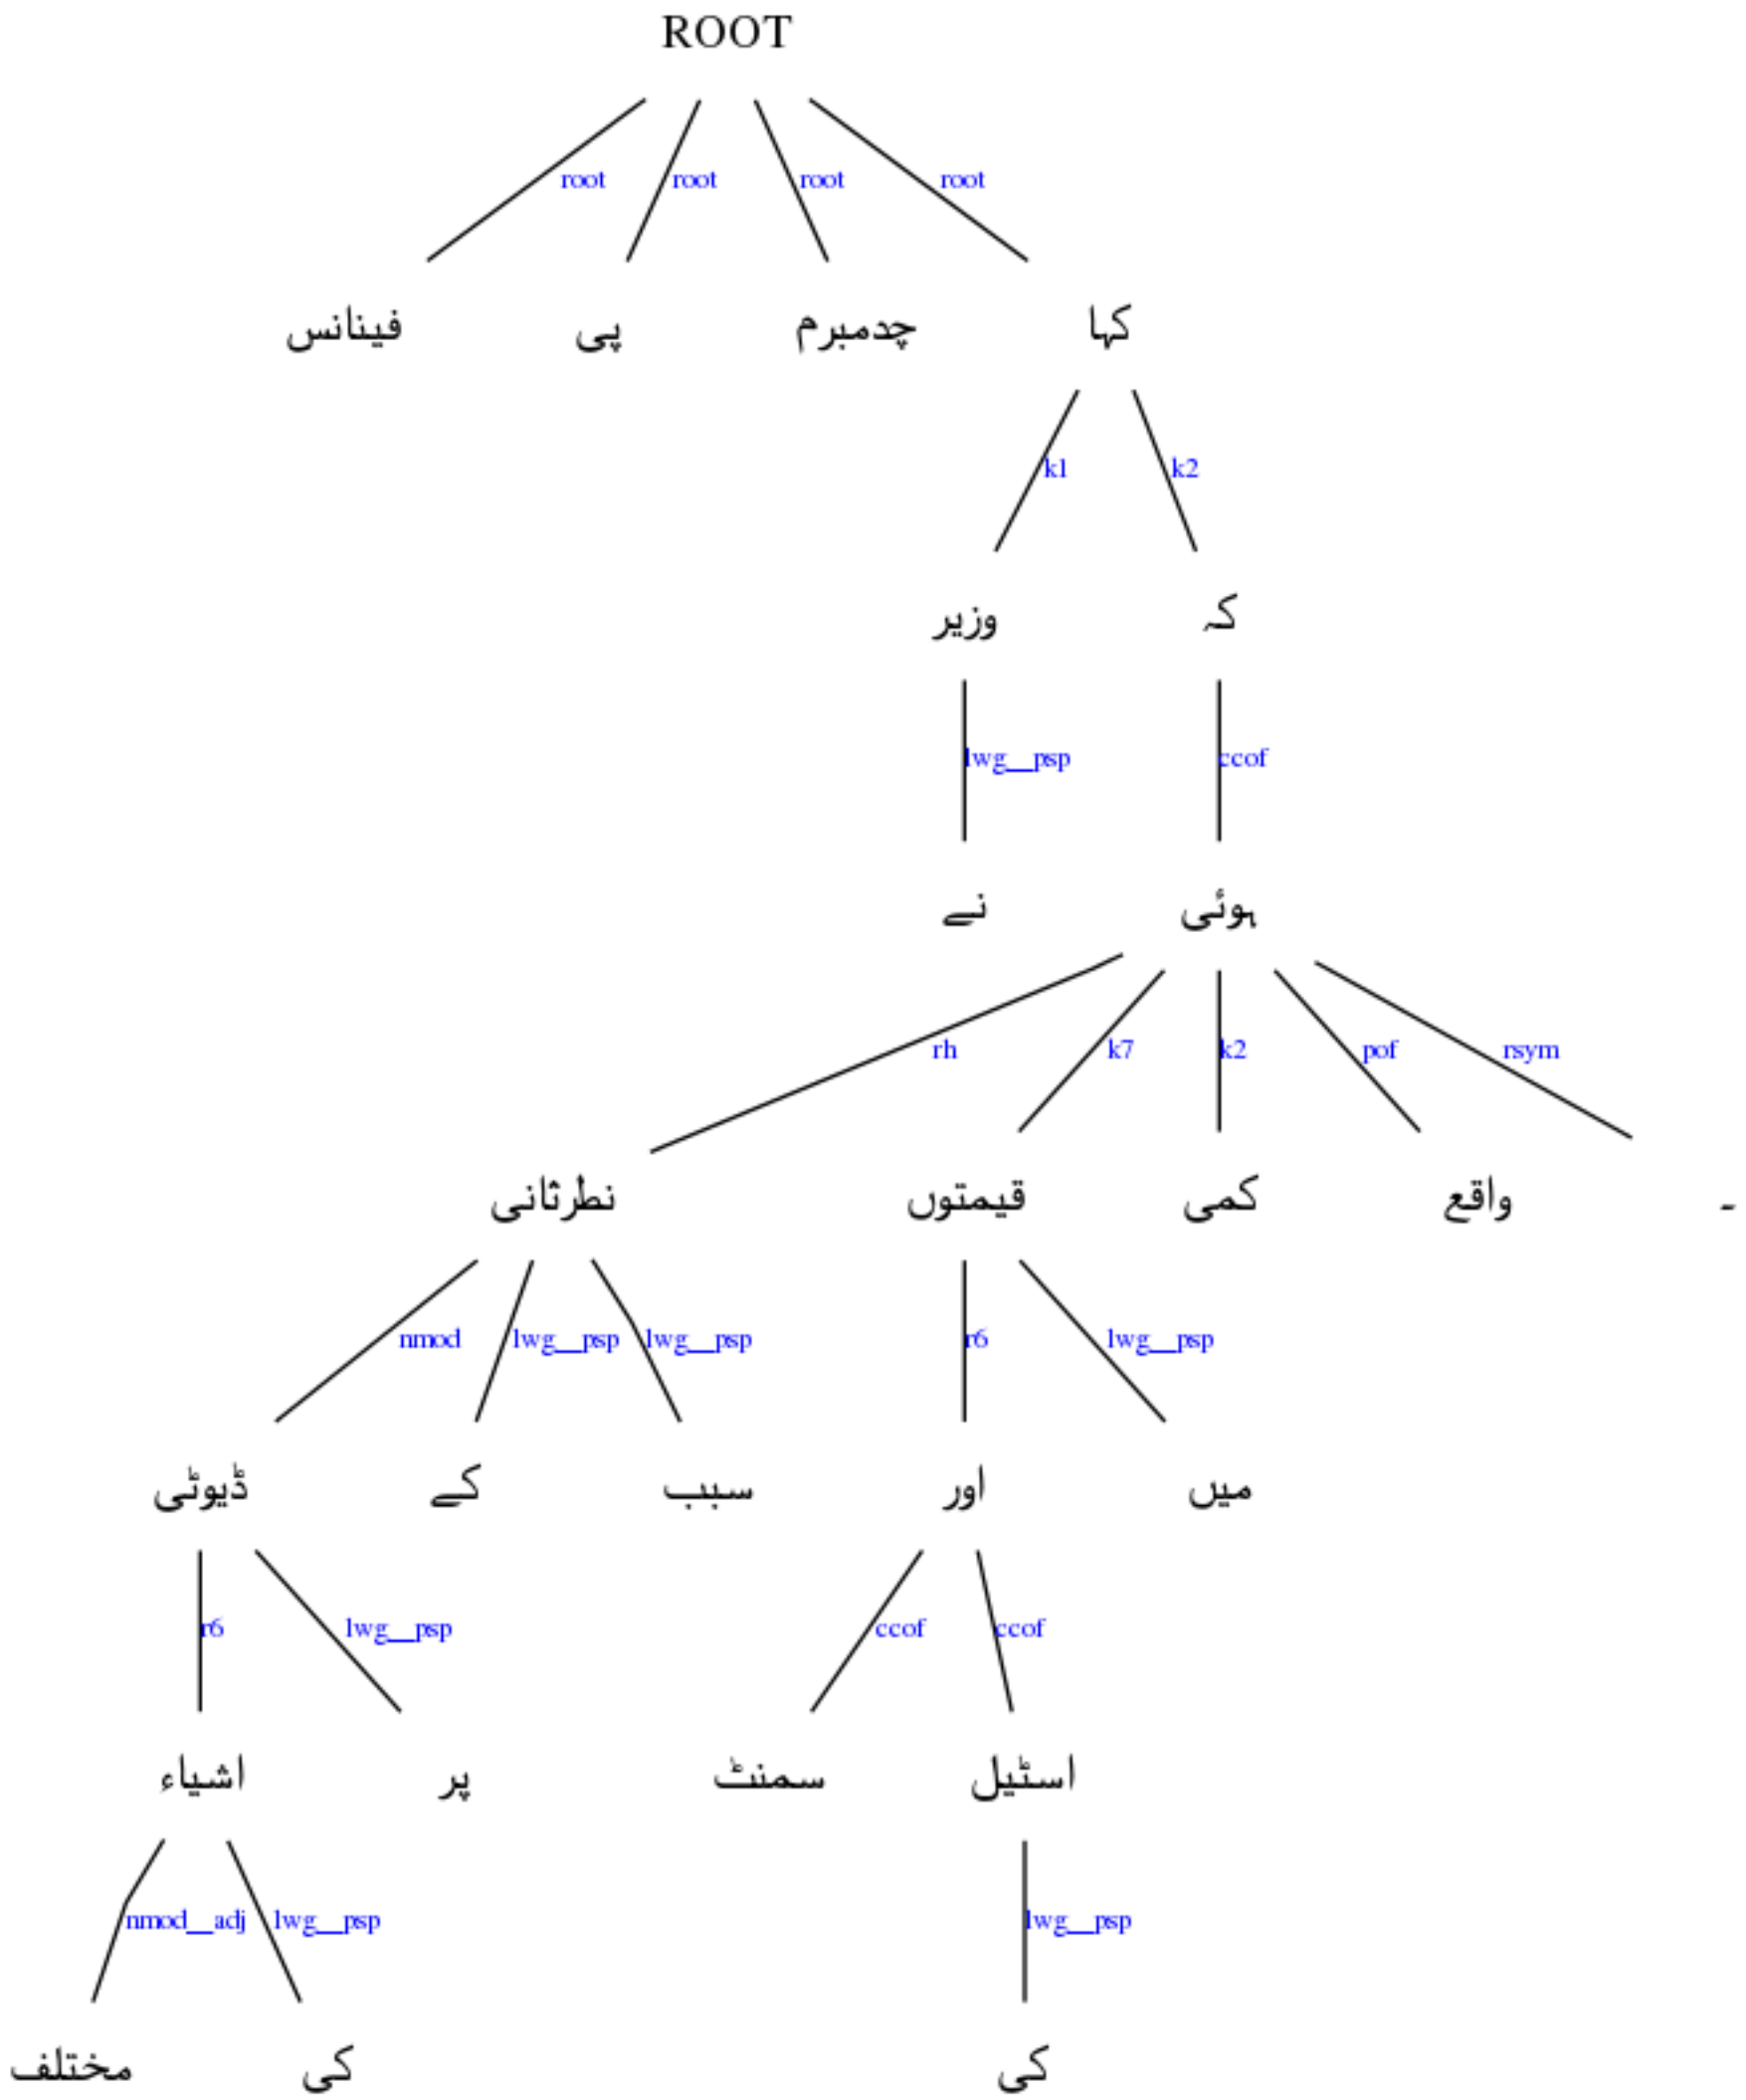 ROOT
root root root root
فینانس پی چدمبرم کہا
k1 k2
وزیر کہ
lwg__psp ccof
نے ہوئی
rh k7 k2 pof rsym
نطرثانی قیمتوں کمی واقع ۔
nmod lwg__psp lwg__psp r6 lwg__psp
ڈیوٹی کے سبب اور میں
r6 lwg__psp ccof ccof
اشیاء پر سمنٹ اسٹیل
nmod__adj lwg__psp lwg__psp
مختلف کی کی